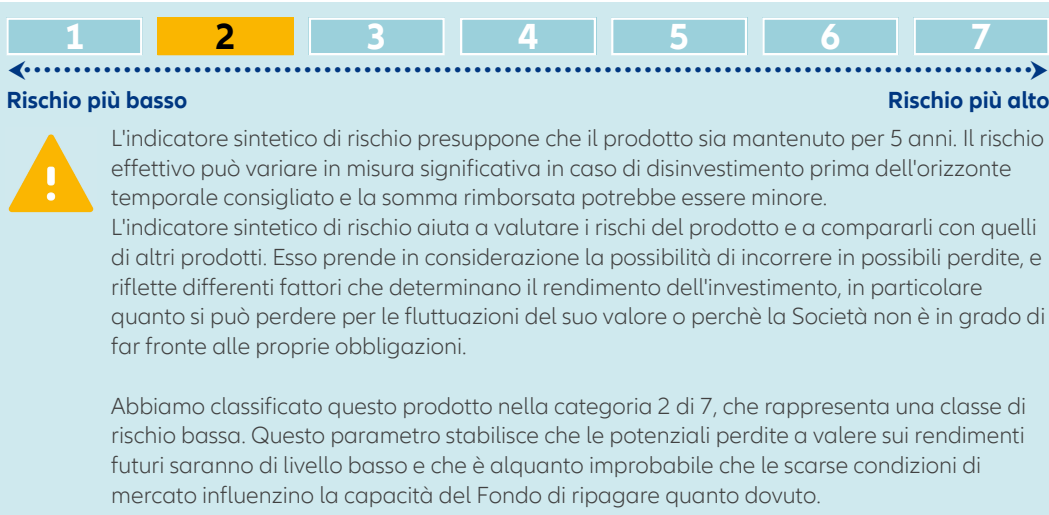 1 2 3 4 5 6 7
Rischio più basso Rischio più alto
L'indicatore sintetico di rischio presuppone che il prodotto sia mantenuto per 5 anni. Il rischio
effettivo può variare in misura significativa in caso di disinvestimento prima dell'orizzonte
temporale consigliato e la somma rimborsata potrebbe essere minore.
L'indicatore sintetico di rischio aiuta a valutare i rischi del prodotto e a compararli con quelli
di altri prodotti. Esso prende in considerazione la possibilità di incorrere in possibili perdite, e
riflette differenti fattori che determinano il rendimento dell'investimento, in particolare
quanto si può perdere per le fluttuazioni del suo valore o perchè la Società non è in grado di
far fronte alle proprie obbligazioni.
Abbiamo classificato questo prodotto nella categoria 2 di 7, che rappresenta una classe di
rischio bassa. Questo parametro stabilisce che le potenziali perdite a valere sui rendimenti
futuri saranno di livello basso e che è alquanto improbabile che le scarse condizioni di
mercato influenzino la capacità del Fondo di ripagare quanto dovuto.